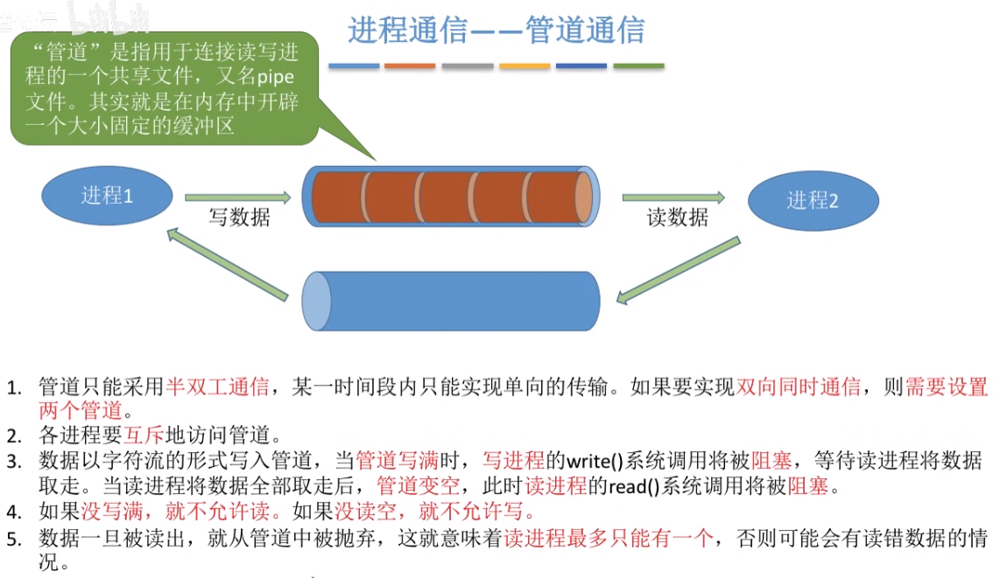 bilibili
进程通信——管道通信
“管道”是指用于连接读写进
程的一个共享文件，又名pipe
文件。其实就是在内存中开辟
一个大小固定的缓冲区
进程1
写数据
读数据
进程2
1. 管道只能采用半双工通信，某一时间段内只能实现单向的传输。如果要实现双向同时通信，则需要设置
两个管道。
2. 各进程要互斥地访问管道。
3. 数据以字符流的形式写入管道，当管道写满时，写进程的write()系统调用将被阻塞，等待读进程将数据
取走。当读进程将数据全部取走后，管道变空，此时读进程的read()系统调用将被阻塞。
4. 如果没写满，就不允许读。如果没读空，就不允许写。
5. 数据一旦被读出，就从管道中被抛弃，这就意味着读进程最多只能有一个，否则可能会有读错数据的情
况。